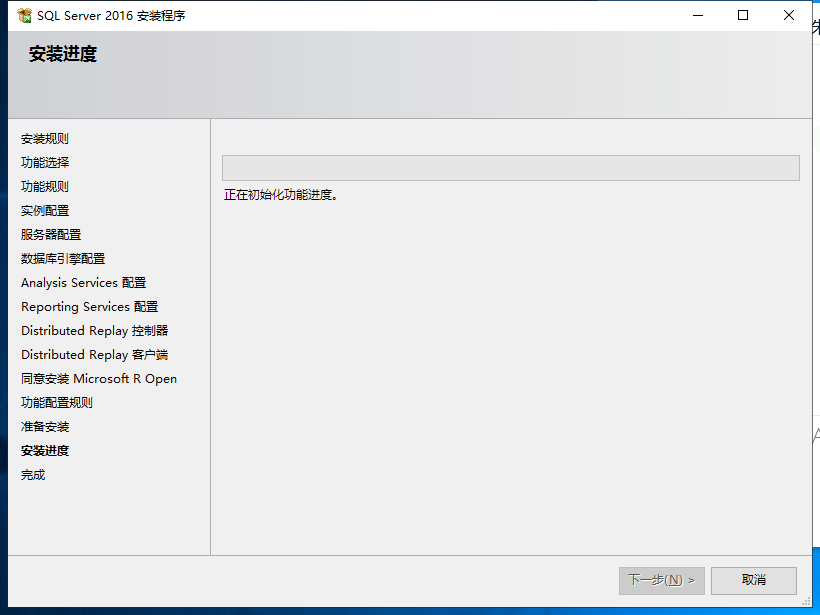 SQL Server 2016 安装程序
安装进度
安装规则
功能选择
功能规则
实例配置
服务器配置
数据库引擎配置
Analysis Services 配置
Reporting Services 配置
Distributed Replay 控制器
Distributed Replay 客户端
同意安装 Microsoft R Open
功能配置规则
准备安装
安装进度
完成
正在初始化功能进度。
下一步(N) >
取消